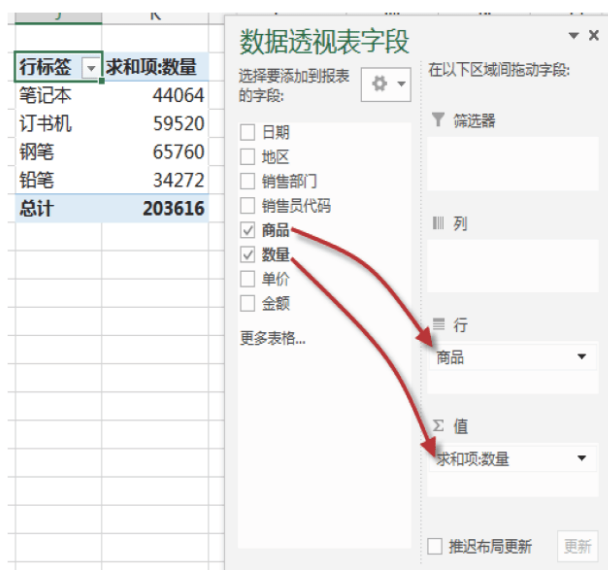 J K
行标签 求和项:数量
笔记本 44064
订书机 59520
钢笔 65760
铅笔 34272
总计 203616
数据透视表字段
选择要添加到报表
的字段:
日期
地区
销售部门
销售员代码
商品
数量
单价
金额
更多表格...
在以下区域间拖动字段:
筛选器
列
行
商品
Σ 值
求和项:数量
推迟布局更新 更新